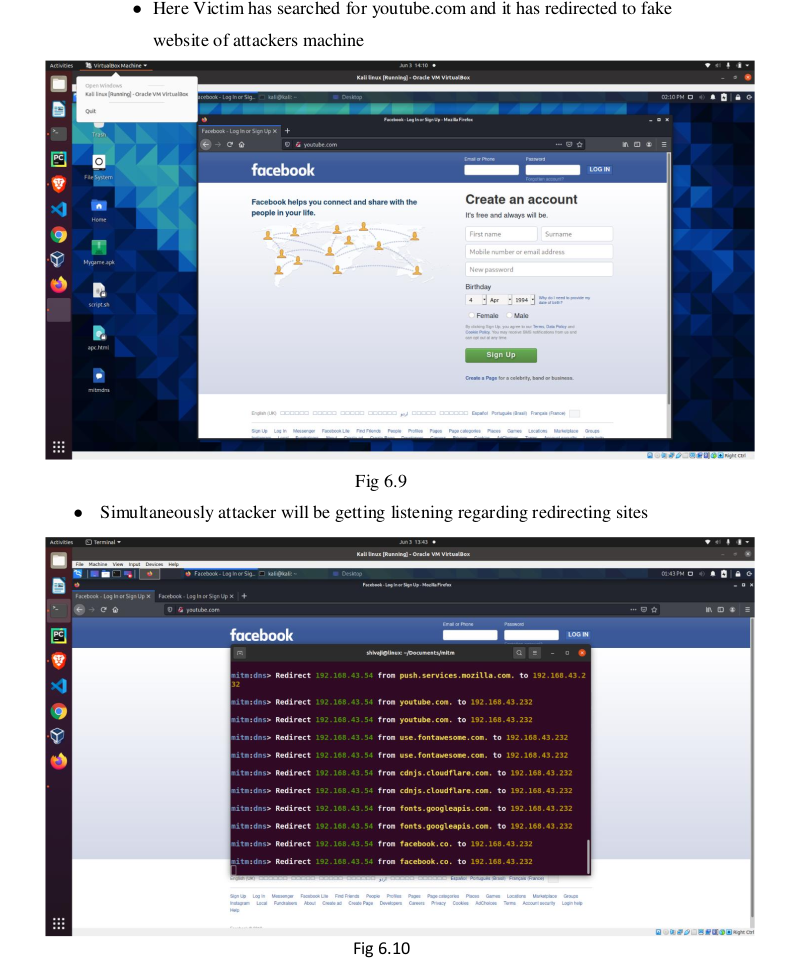 ● Here Victim has searched for youtube.com and it has redirected to fake
website of attackers machine
Activities VirtualBox Machine ▾ Jun 3 14:10 ●
Kali linux [Running] - Oracle VM VirtualBox
Open Windows
Kali linux [Running] - Oracle VM VirtualBox
Quit
acebook - Log In or Sig... kali@kali: ~ Desktop 02:10 PM
Facebook - Log In or Sign Up - Mozilla Firefox
Facebook - Log In or Sign Up × +
youtube.com
Trash
File System
Home
Mygame.apk
script.sh
apc.html
mitmdns
facebook
Email or Phone Password
LOG IN
Forgotten account?
Facebook helps you connect and share with the
people in your life.
Create an account
It's free and always will be.
First name Surname
Mobile number or email address
New password
Birthday
4 Apr 1994 Why do I need to provide my
date of birth?
Female Male
By clicking Sign Up, you agree to our Terms, Data Policy and
Cookie Policy. You may receive SMS notifications from us and
can opt out at any time.
Sign Up
Create a Page for a celebrity, band or business.
English (UK) اردو Español Português (Brasil) Français (France)
Sign Up Log In Messenger Facebook Lite Find Friends People Profiles Pages Page categories Places Games Locations Marketplace Groups
Right Ctrl
Fig 6.9
● Simultaneously attacker will be getting listening regarding redirecting sites
Activities Terminal ▾ Jun 3 13:43 ●
Kali linux [Running] - Oracle VM VirtualBox
File Machine View Input Devices Help
Facebook - Log In or Sig... kali@kali: ~ Desktop 01:43 PM
Facebook - Log In or Sign Up - Mozilla Firefox
Facebook - Log In or Sign Up × Facebook - Log In or Sign Up × +
youtube.com
facebook
Email or Phone Password
LOG IN
shivaji@linux: ~/Documents/mitm
mitm:dns> Redirect 192.168.43.54 from push.services.mozilla.com. to 192.168.43.2
32
mitm:dns> Redirect 192.168.43.54 from youtube.com. to 192.168.43.232
mitm:dns> Redirect 192.168.43.54 from youtube.com. to 192.168.43.232
mitm:dns> Redirect 192.168.43.54 from use.fontawesome.com. to 192.168.43.232
mitm:dns> Redirect 192.168.43.54 from use.fontawesome.com. to 192.168.43.232
mitm:dns> Redirect 192.168.43.54 from cdnjs.cloudflare.com. to 192.168.43.232
mitm:dns> Redirect 192.168.43.54 from cdnjs.cloudflare.com. to 192.168.43.232
mitm:dns> Redirect 192.168.43.54 from fonts.googleapis.com. to 192.168.43.232
mitm:dns> Redirect 192.168.43.54 from fonts.googleapis.com. to 192.168.43.232
mitm:dns> Redirect 192.168.43.54 from facebook.co. to 192.168.43.232
mitm:dns> Redirect 192.168.43.54 from facebook.co. to 192.168.43.232
English (UK) اردو Español Português (Brasil) Français (France)
Sign Up Log In Messenger Facebook Lite Find Friends People Profiles Pages Page categories Places Games Locations Marketplace Groups
Instagram Local Fundraisers About Create ad Create Page Developers Careers Privacy Cookies AdChoices Terms Account security Login help
Help
Right Ctrl
Fig 6.10